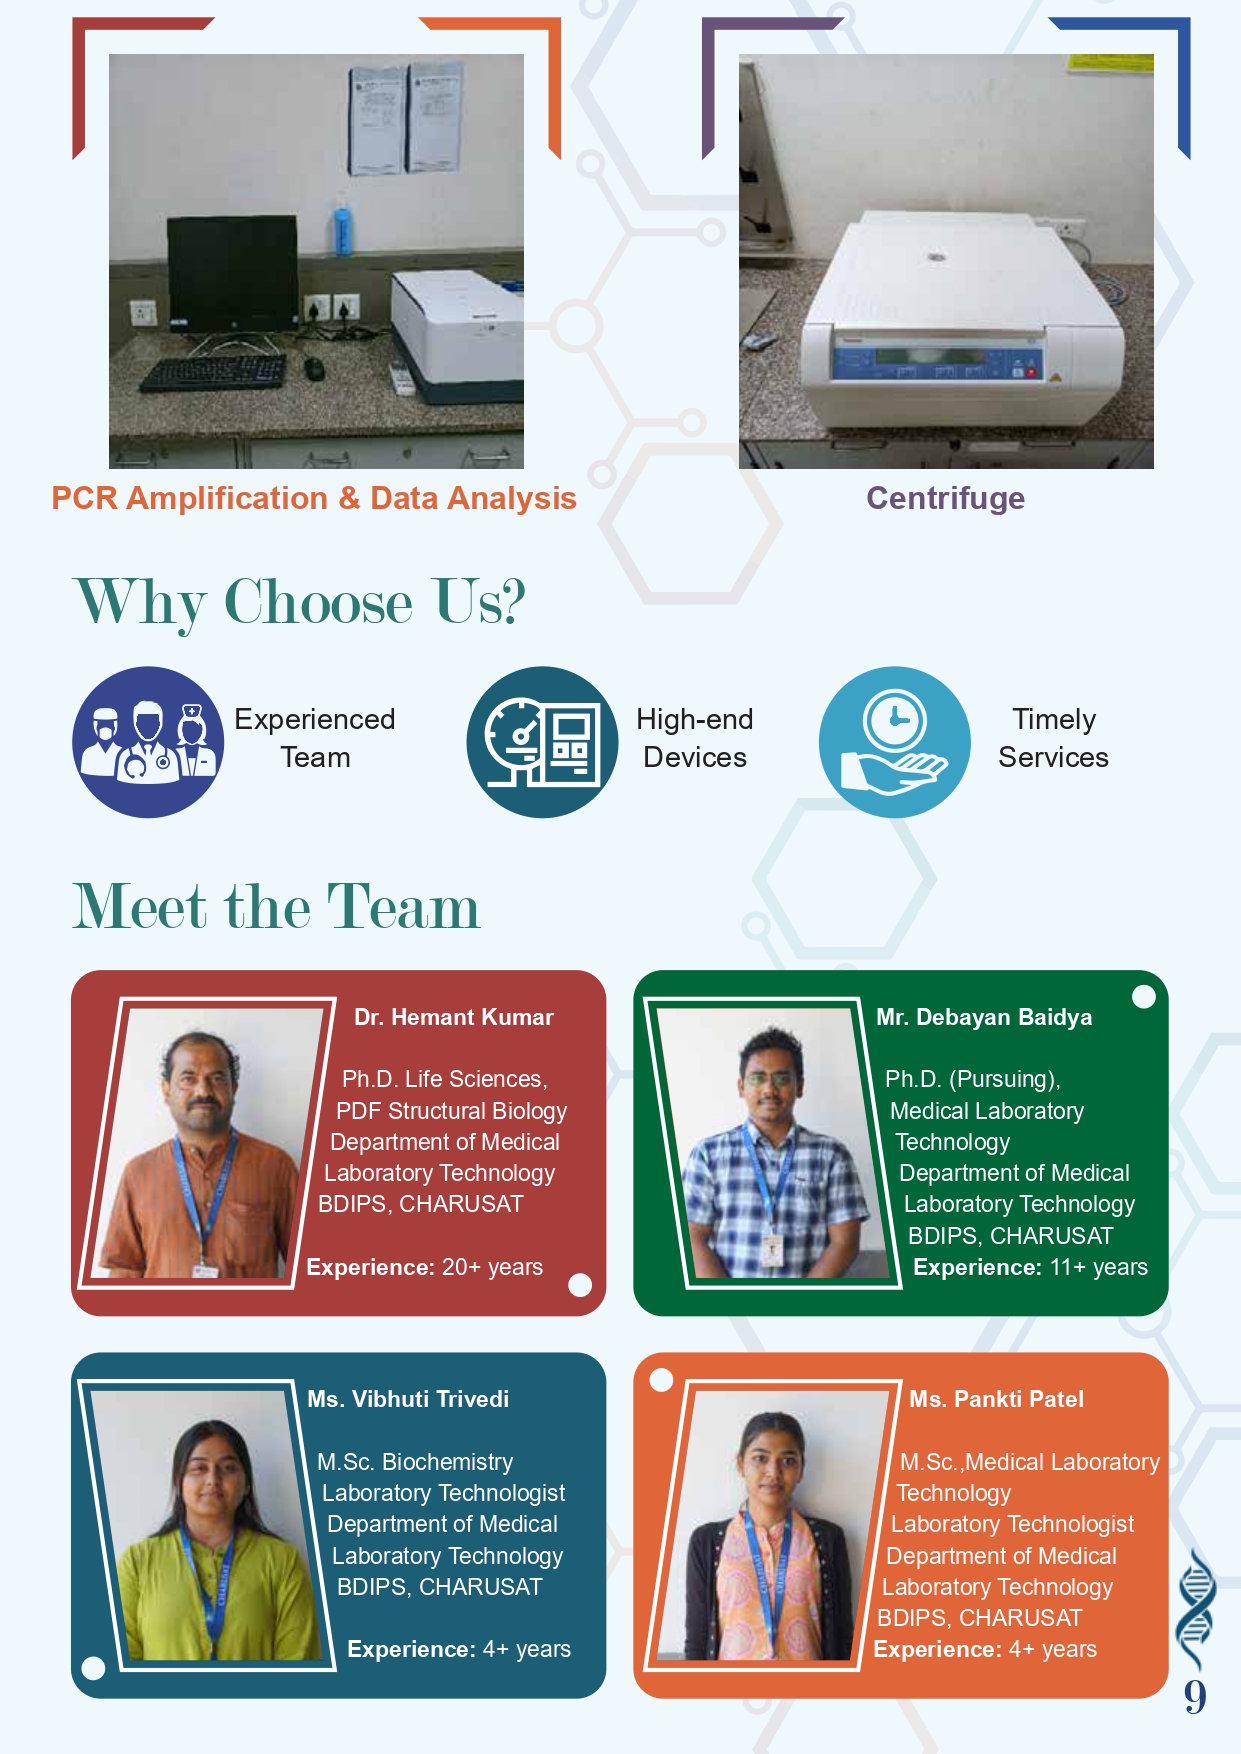 PCR Amplification & Data Analysis
Centrifuge
Why Choose Us?
Experienced
Team
High-end
Devices
Timely
Services
Meet the Team
Dr. Hemant Kumar
Ph.D. Life Sciences,
PDF Structural Biology
Department of Medical
Laboratory Technology
BDIPS, CHARUSAT
Experience: 20+ years
Mr. Debayan Baidya
Ph.D. (Pursuing),
Medical Laboratory
Technology
Department of Medical
Laboratory Technology
BDIPS, CHARUSAT
Experience: 11+ years
Ms. Vibhuti Trivedi
M.Sc. Biochemistry
Laboratory Technologist
Department of Medical
Laboratory Technology
BDIPS, CHARUSAT
Experience: 4+ years
Ms. Pankti Patel
M.Sc.,Medical Laboratory
Technology
Laboratory Technologist
Department of Medical
Laboratory Technology
BDIPS, CHARUSAT
Experience: 4+ years
9